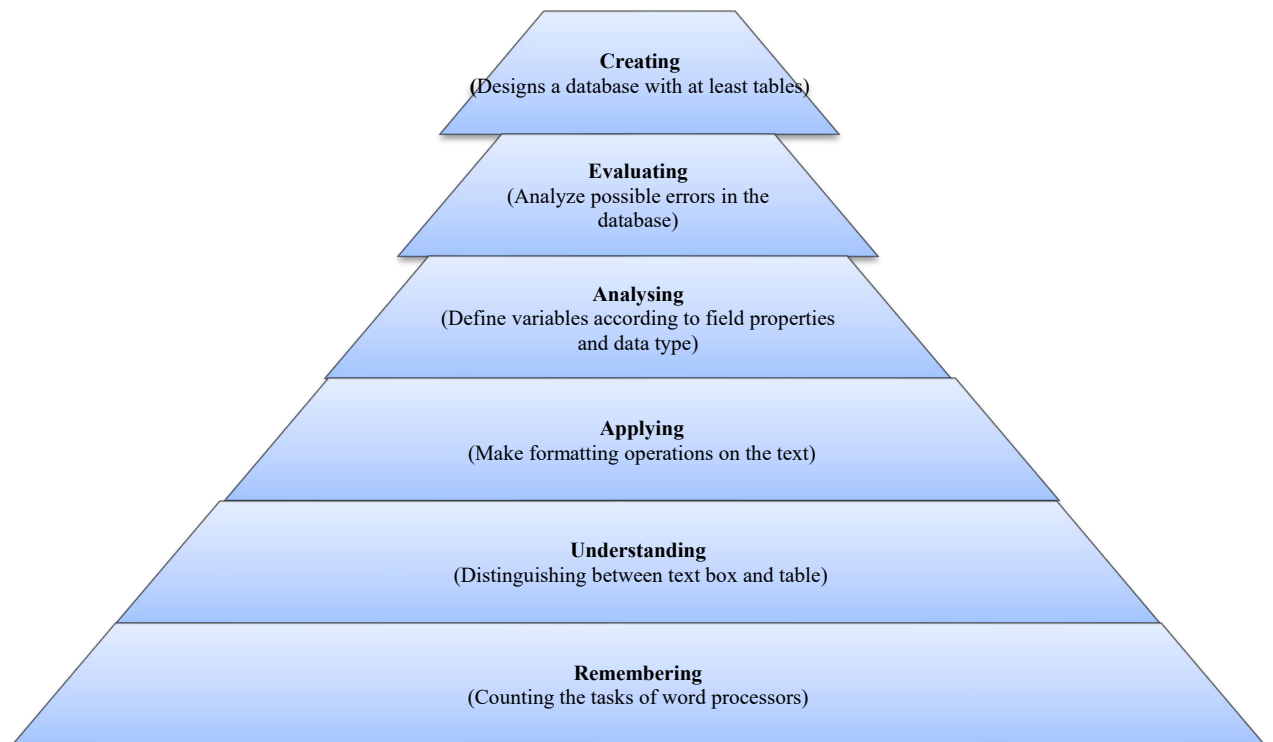 Creating
(Designs a database with at least tables)
Evaluating
(Analyze possible errors in the
database)
Analysing
(Define variables according to field properties
and data type)
Applying
(Make formatting operations on the text)
Understanding
(Distinguishing between text box and table)
Remembering
(Counting the tasks of word processors)